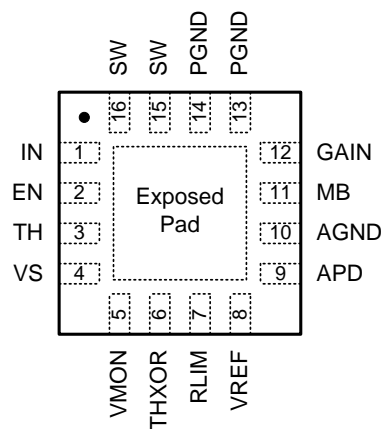 SW
SW
PGND
PGND
16
15
14
13
IN
1
12
GAIN
EN
2
11
MB
TH
3
10
AGND
VS
4
9
APD
Exposed
Pad
5
6
7
8
VMON
THXOR
RLIM
VREF